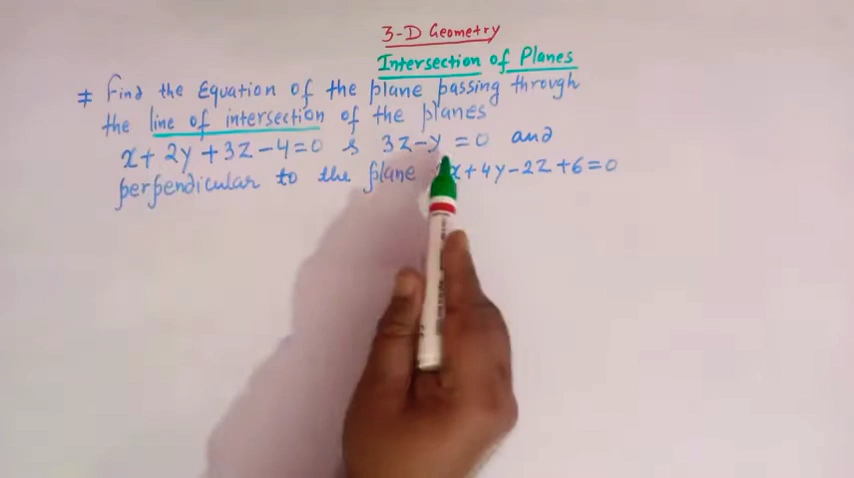 3-D Geometry
Intersection of Planes
# Find the Equation of the plane passing through
the line of intersection of the planes
x + 2y + 3z - 4 = 0 & 3z - y = 0 and
perpendicular to the plane x + 4y - 2z + 6 = 0